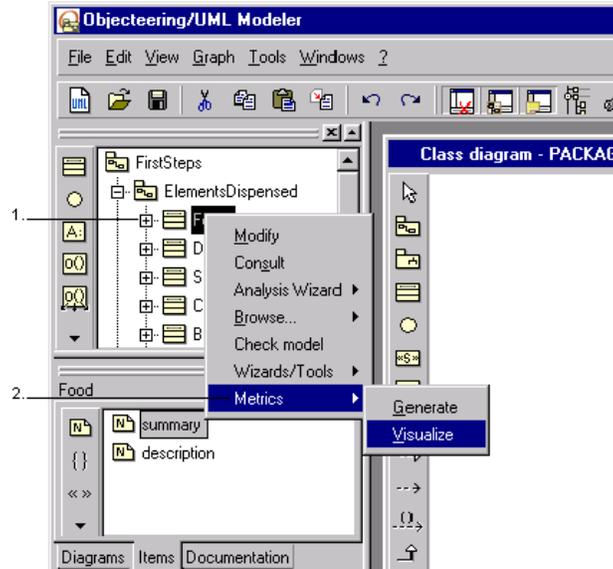 Objecteering/UML Modeler
File Edit View Graph Tools Windows ?
FirstSteps
Class diagram - PACKAG
ElementsDispensed
1.
F
D
S
C
B
Modify
Consult
Analysis Wizard
Browse...
Check model
Wizards/Tools
2.
Metrics
Generate
Visualize
Food
summary
description
Diagrams Items Documentation